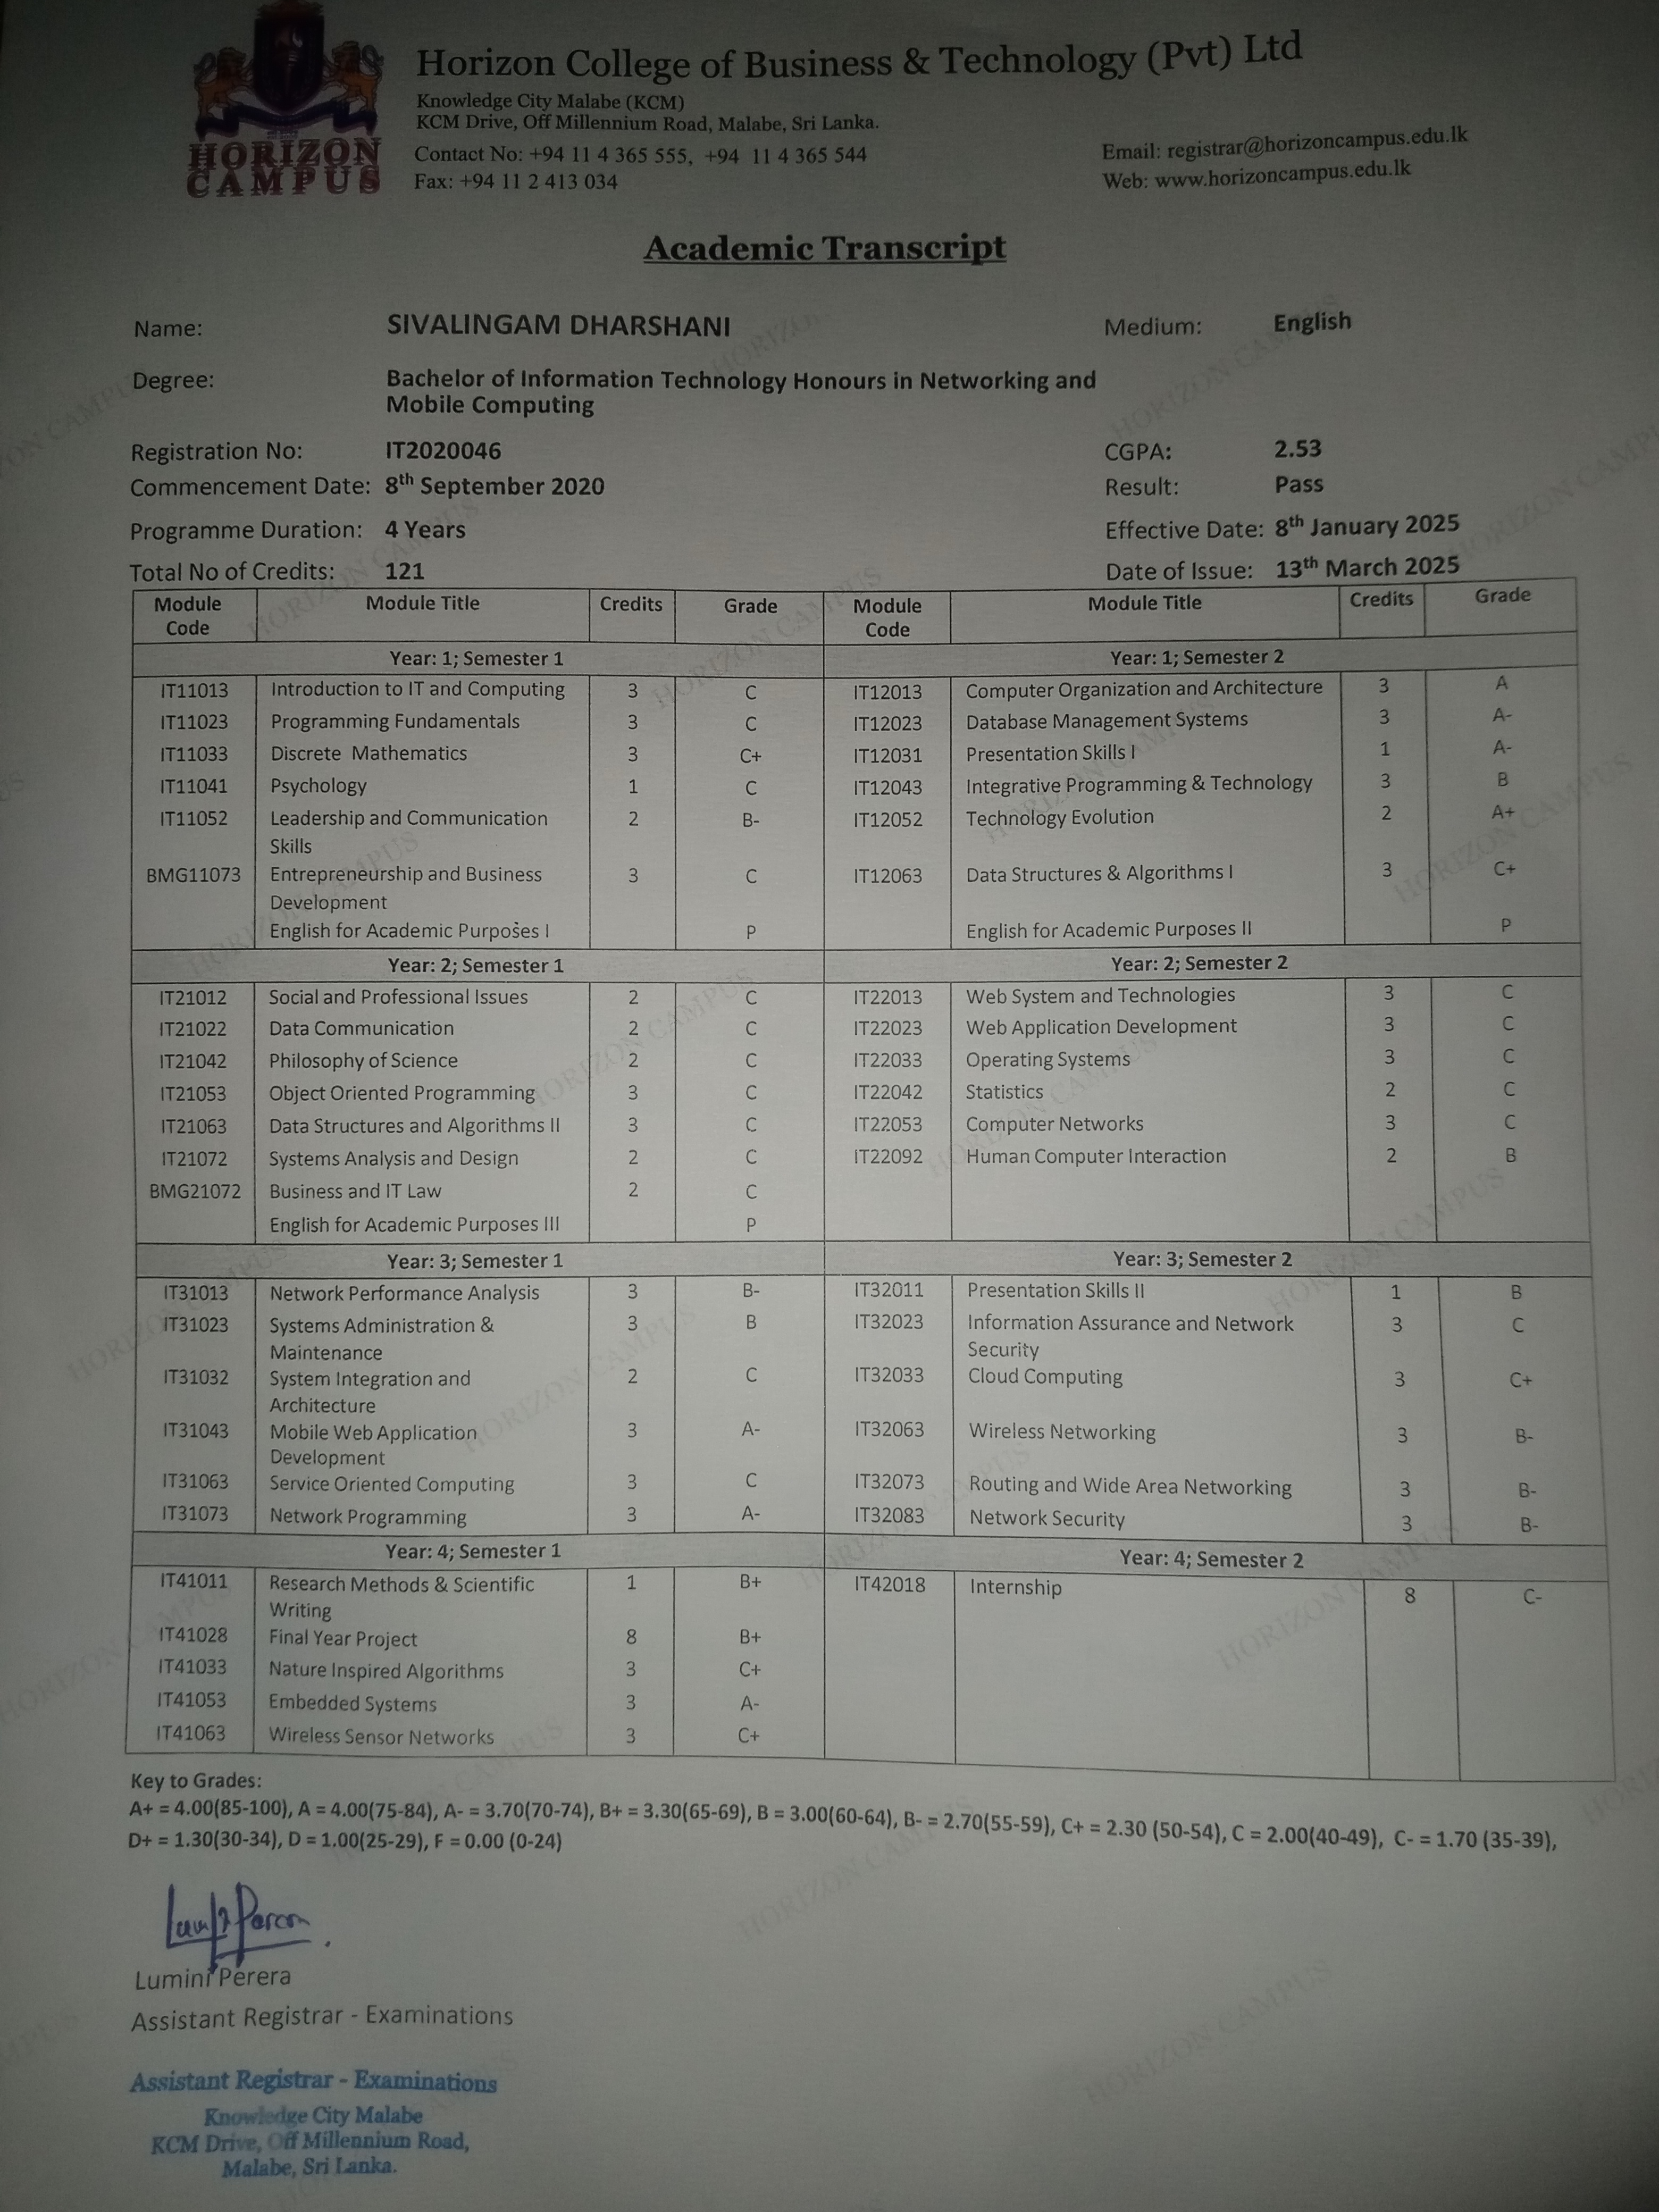 HORIZON
CAMPUS
Horizon College of Business & Technology (Pvt) Ltd
Knowledge City Malabe (KCM)
KCM Drive, Off Millennium Road, Malabe, Sri Lanka.
Contact No: +94 11 4 365 555, +94 11 4 365 544
Fax: +94 11 2 413 034
Email: registrar@horizoncampus.edu.lk
Web: www.horizoncampus.edu.lk
Academic Transcript
Name: SIVALINGAM DHARSHANI Medium: English
Degree: Bachelor of Information Technology Honours in Networking and
Mobile Computing
Registration No: IT2020046 CGPA: 2.53
Commencement Date: 8th September 2020 Result: Pass
Programme Duration: 4 Years Effective Date: 8th January 2025
Total No of Credits: 121 Date of Issue: 13th March 2025
Module Code Module Title Credits Grade Module Code Module Title Credits Grade
Year: 1; Semester 1 Year: 1; Semester 2
IT11013 Introduction to IT and Computing 3 C IT12013 Computer Organization and Architecture 3 A
IT11023 Programming Fundamentals 3 C IT12023 Database Management Systems 3 A-
IT11033 Discrete Mathematics 3 C+ IT12031 Presentation Skills I 1 A-
IT11041 Psychology 1 C IT12043 Integrative Programming & Technology 3 B
IT11052 Leadership and Communication Skills 2 B- IT12052 Technology Evolution 2 A+
BMG11073 Entrepreneurship and Business Development 3 C IT12063 Data Structures & Algorithms I 3 C+
English for Academic Purposes I P English for Academic Purposes II P
Year: 2; Semester 1 Year: 2; Semester 2
IT21012 Social and Professional Issues 2 C IT22013 Web System and Technologies 3 C
IT21022 Data Communication 2 C IT22023 Web Application Development 3 C
IT21042 Philosophy of Science 2 C IT22033 Operating Systems 3 C
IT21053 Object Oriented Programming 3 C IT22042 Statistics 2 C
IT21063 Data Structures and Algorithms II 3 C IT22053 Computer Networks 3 C
IT21072 Systems Analysis and Design 2 C IT22092 Human Computer Interaction 2 B
BMG21072 Business and IT Law 2 C
English for Academic Purposes III P
Year: 3; Semester 1 Year: 3; Semester 2
IT31013 Network Performance Analysis 3 B- IT32011 Presentation Skills II 1 B
IT31023 Systems Administration & Maintenance 3 B IT32023 Information Assurance and Network Security 3 C
IT31032 System Integration and Architecture 2 C IT32033 Cloud Computing 3 C+
IT31043 Mobile Web Application Development 3 A- IT32063 Wireless Networking 3 B-
IT31063 Service Oriented Computing 3 C IT32073 Routing and Wide Area Networking 3 B-
IT31073 Network Programming 3 A- IT32083 Network Security 3 B-
Year: 4; Semester 1 Year: 4; Semester 2
IT41011 Research Methods & Scientific Writing 1 B+ IT42018 Internship 8 C-
IT41028 Final Year Project 8 B+
IT41033 Nature Inspired Algorithms 3 C+
IT41053 Embedded Systems 3 A-
IT41063 Wireless Sensor Networks 3 C+
Key to Grades:
A+ = 4.00(85-100), A = 4.00(75-84), A- = 3.70(70-74), B+ = 3.30(65-69), B = 3.00(60-64), B- = 2.70(55-59), C+ = 2.30 (50-54), C = 2.00(40-49), C- = 1.70 (35-39),
D+ = 1.30(30-34), D = 1.00(25-29), F = 0.00 (0-24)
Lumini Perera
Assistant Registrar - Examinations
Assistant Registrar - Examinations
Knowledge City Malabe
KCM Drive, Off Millennium Road,
Malabe, Sri Lanka.